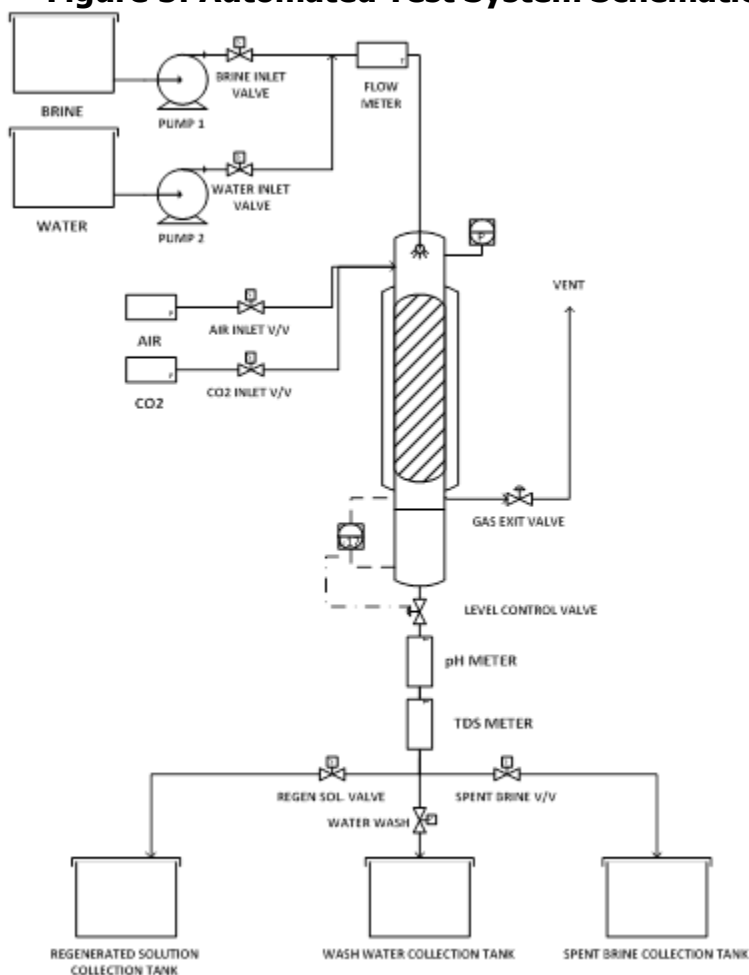 Figure 3: Automated Test System Schematic
BRINE INLET
VALVE
FLOW
METER
BRINE
PUMP 1
WATER INLET
VALVE
WATER
PUMP 2
P
VENT
AIR INLET V/V
AIR
CO2 INLET V/V
CO2
GAS EXIT VALVE
LEVEL CONTROL VALVE
pH METER
TDS METER
REGEN SOL. VALVE
SPENT BRINE V/V
WATER WASH
REGENERATED SOLUTION
COLLECTION TANK
WASH WATER COLLECTION TANK
SPENT BRINE COLLECTION TANK